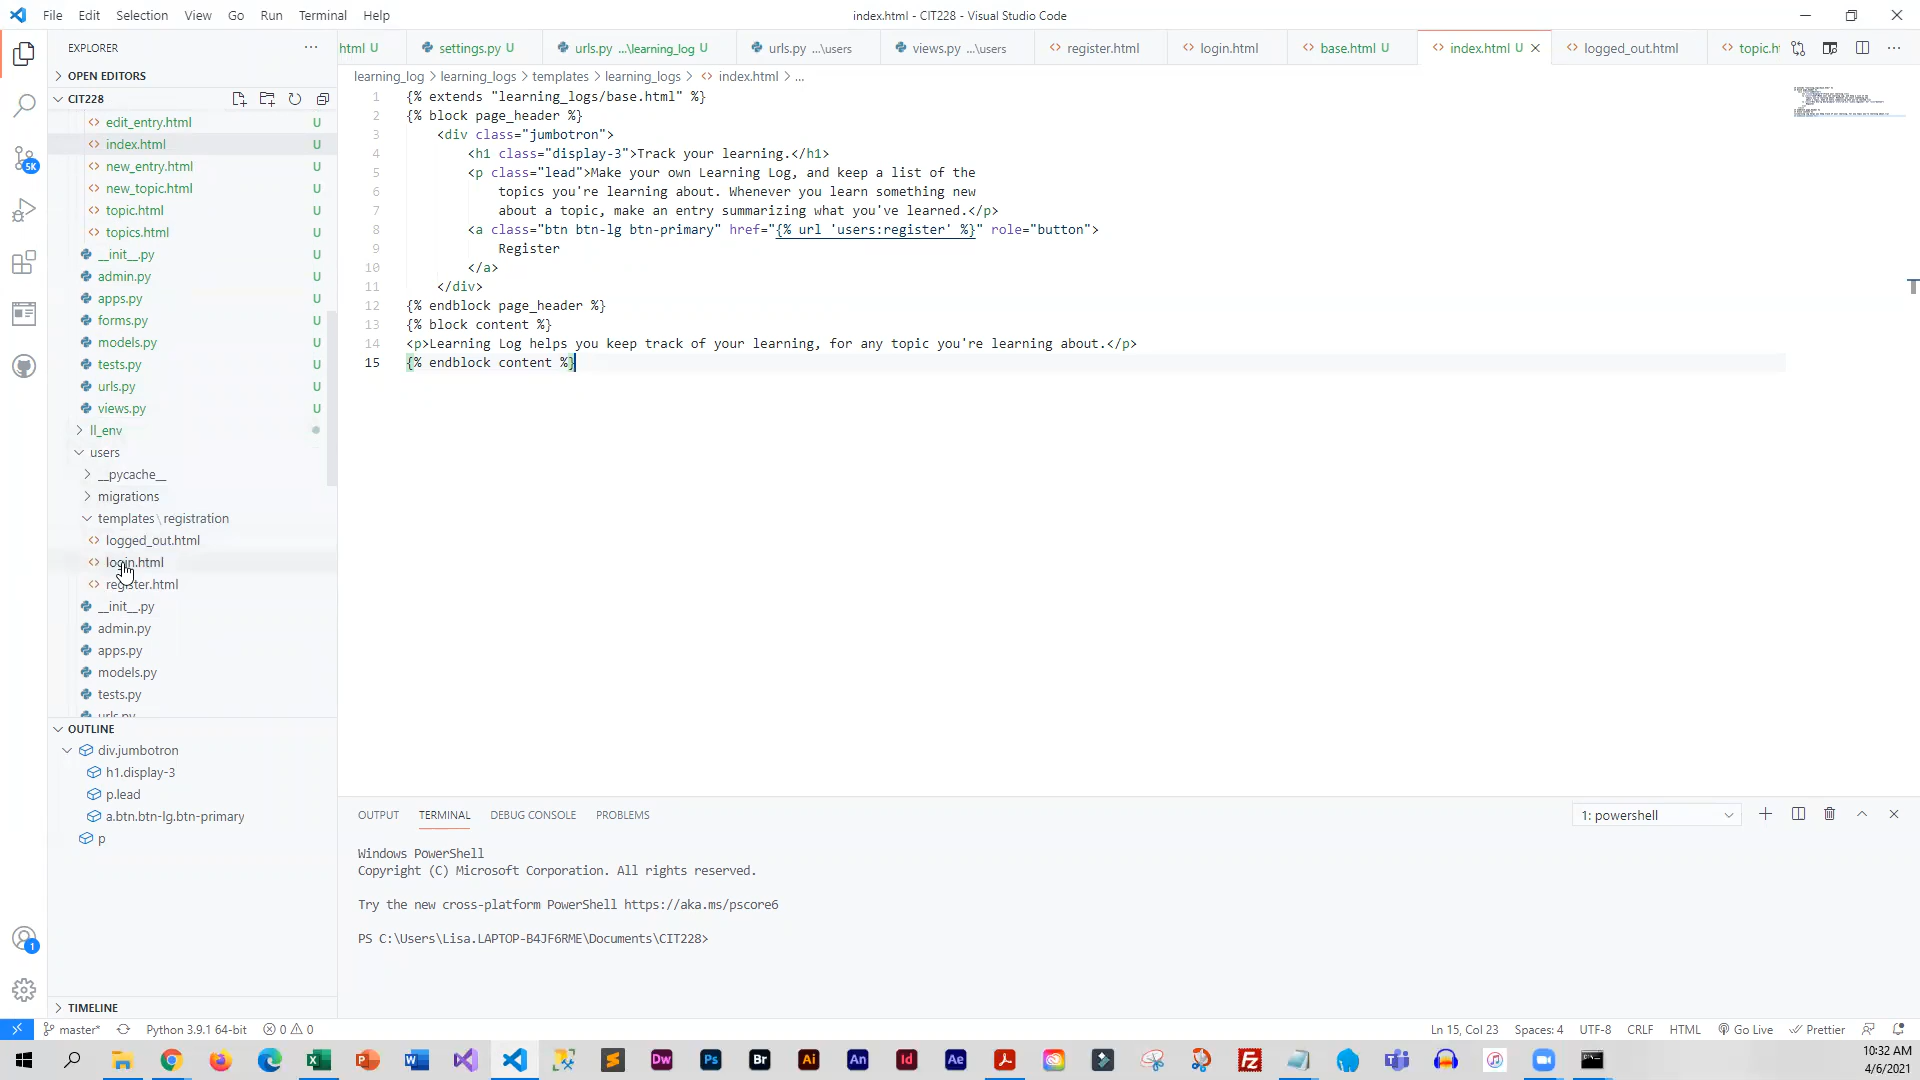 File Edit Selection View Go Run Terminal Help
index.html - CIT228 - Visual Studio Code
EXPLORER
OPEN EDITORS
CIT228
edit_entry.html U
index.html U
new_entry.html U
new_topic.html U
topic.html U
topics.html U
__init__.py U
admin.py U
apps.py U
forms.py U
models.py U
tests.py U
urls.py U
views.py U
ll_env
users
__pycache__
migrations
templates\registration
logged_out.html
login.html
register.html
__init__.py
admin.py
apps.py
models.py
tests.py
urls.py
OUTLINE
div.jumbotron
h1.display-3
p.lead
a.btn.btn-lg.btn-primary
p
TIMELINE
5K
1
html U settings.py U urls.py ...\learning_log U urls.py ...\users views.py ...\users register.html login.html base.html U index.html U logged_out.html topic.h
learning_log > learning_logs > templates > learning_logs > index.html > ...
1 {% extends "learning_logs/base.html" %}
2 {% block page_header %}
3 <div class="jumbotron">
4 <h1 class="display-3">Track your learning.</h1>
5 <p class="lead">Make your own Learning Log, and keep a list of the
6 topics you're learning about. Whenever you learn something new
7 about a topic, make an entry summarizing what you've learned.</p>
8 <a class="btn btn-lg btn-primary" href="{% url 'users:register' %}" role="button">
9 Register
10 </a>
11 </div>
12 {% endblock page_header %}
13 {% block content %}
14 <p>Learning Log helps you keep track of your learning, for any topic you're learning about.</p>
15 {% endblock content %}
OUTPUT TERMINAL DEBUG CONSOLE PROBLEMS
1: powershell
Windows PowerShell
Copyright (C) Microsoft Corporation. All rights reserved.
Try the new cross-platform PowerShell https://aka.ms/pscore6
PS C:\Users\Lisa.LAPTOP-B4JF6RME\Documents\CIT228>
master* Python 3.9.1 64-bit 0 0
Ln 15, Col 23 Spaces: 4 UTF-8 CRLF HTML Go Live Prettier
Dw Ps Br Ai An Id Ae
10:32 AM
4/6/2021